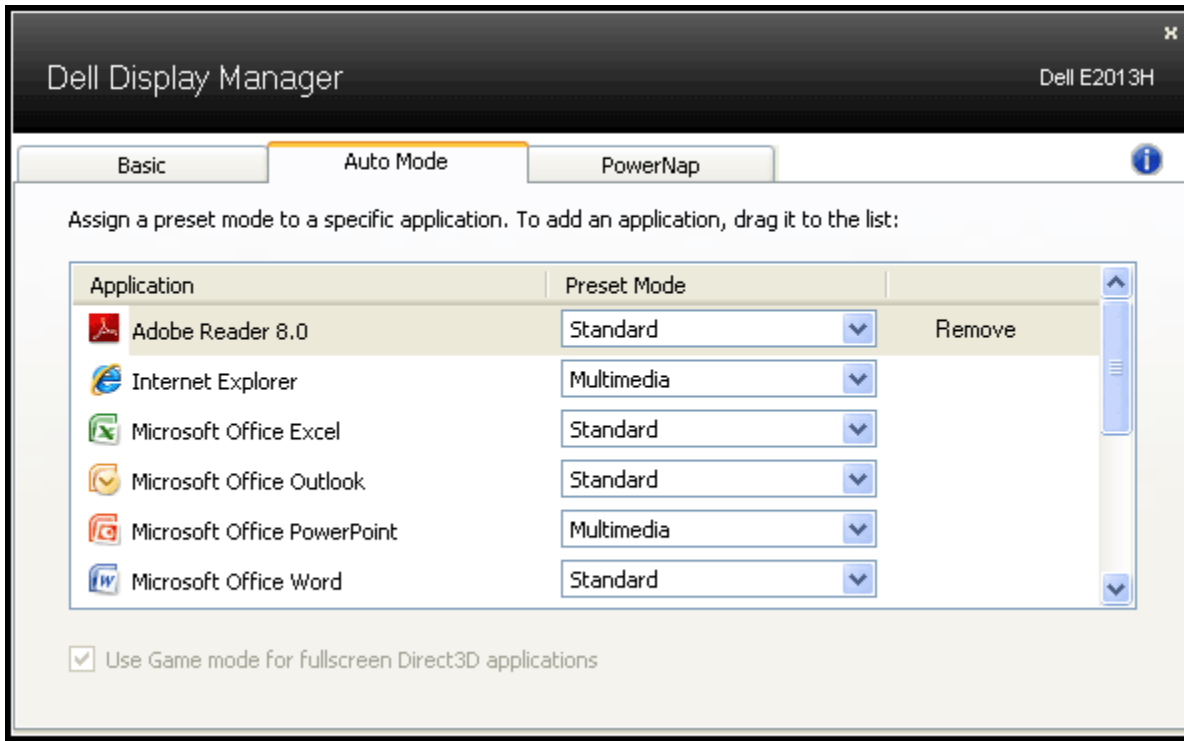 Dell Display Manager
Dell E2013H
Basic
Auto Mode
PowerNap
Assign a preset mode to a specific application. To add an application, drag it to the list:
Application Preset Mode
Adobe Reader 8.0 Standard Remove
Internet Explorer Multimedia
Microsoft Office Excel Standard
Microsoft Office Outlook Standard
Microsoft Office PowerPoint Multimedia
Microsoft Office Word Standard
Use Game mode for fullscreen Direct3D applications